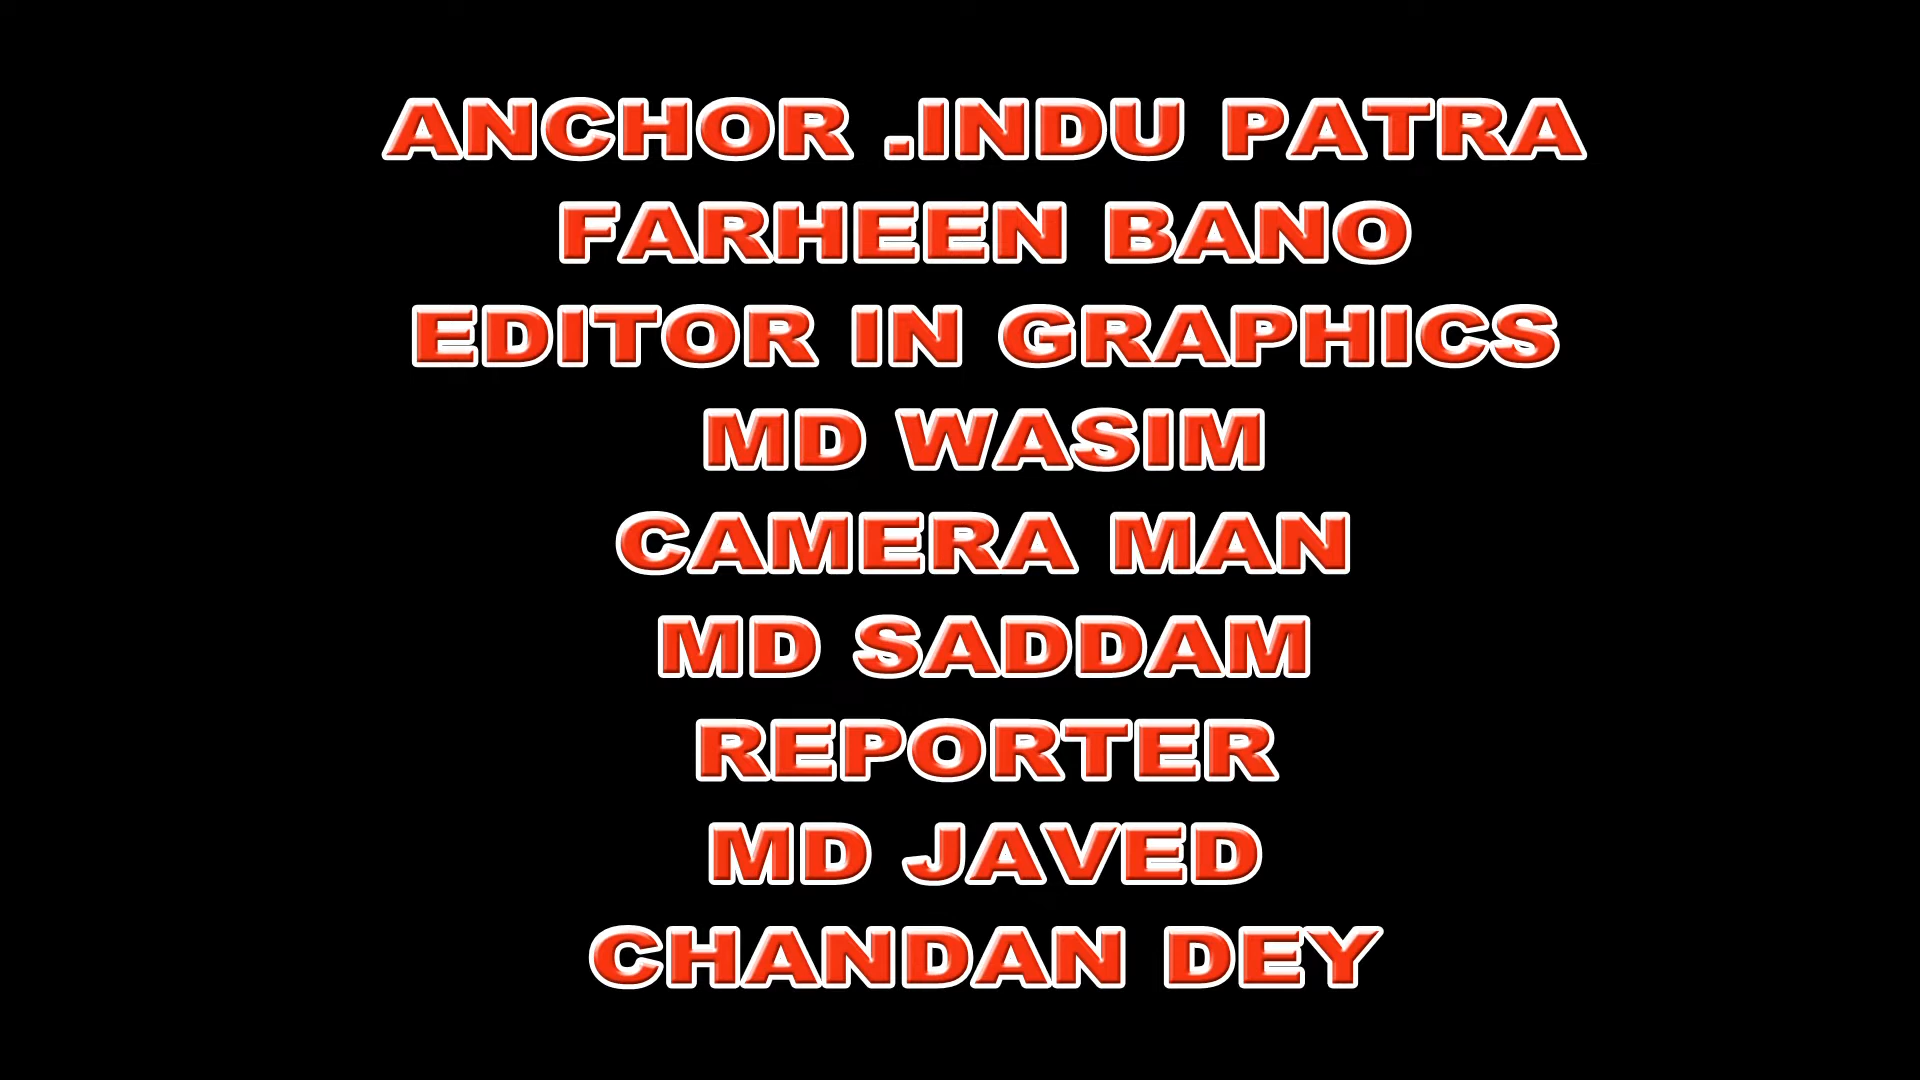 ANCHOR .INDU PATRA
FARHEEN BANO
EDITOR IN GRAPHICS
MD WASIM
CAMERA MAN
MD SADDAM
REPORTER
MD JAVED
CHANDAN DEY